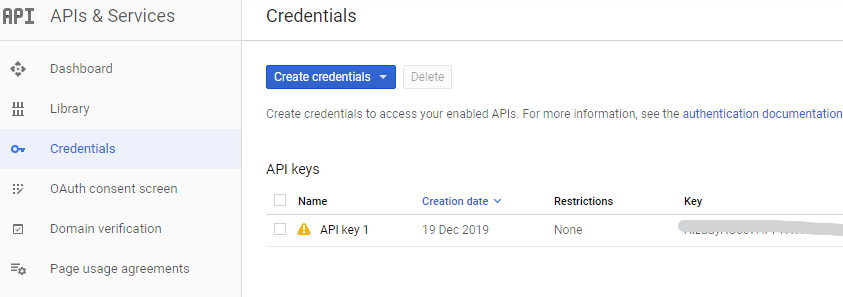 API APIs & Services
Credentials
Dashboard
Library
Credentials
OAuth consent screen
Domain verification
Page usage agreements
Create credentials
Delete
Create credentials to access your enabled APIs. For more information, see the authentication documentation
API keys
Name Creation date Restrictions Key
API key 1 19 Dec 2019 None